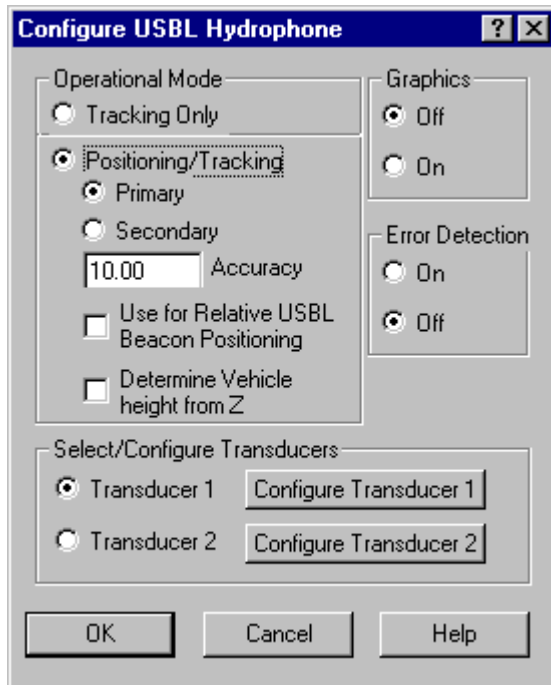 Configure USBL Hydrophone
Operational Mode
Tracking Only
Positioning/Tracking
Primary
Secondary
10.00 Accuracy
Use for Relative USBL
Beacon Positioning
Determine Vehicle
height from Z
Graphics
Off
On
Error Detection
On
Off
Select/Configure Transducers
Transducer 1 Configure Transducer 1
Transducer 2 Configure Transducer 2
OK Cancel Help